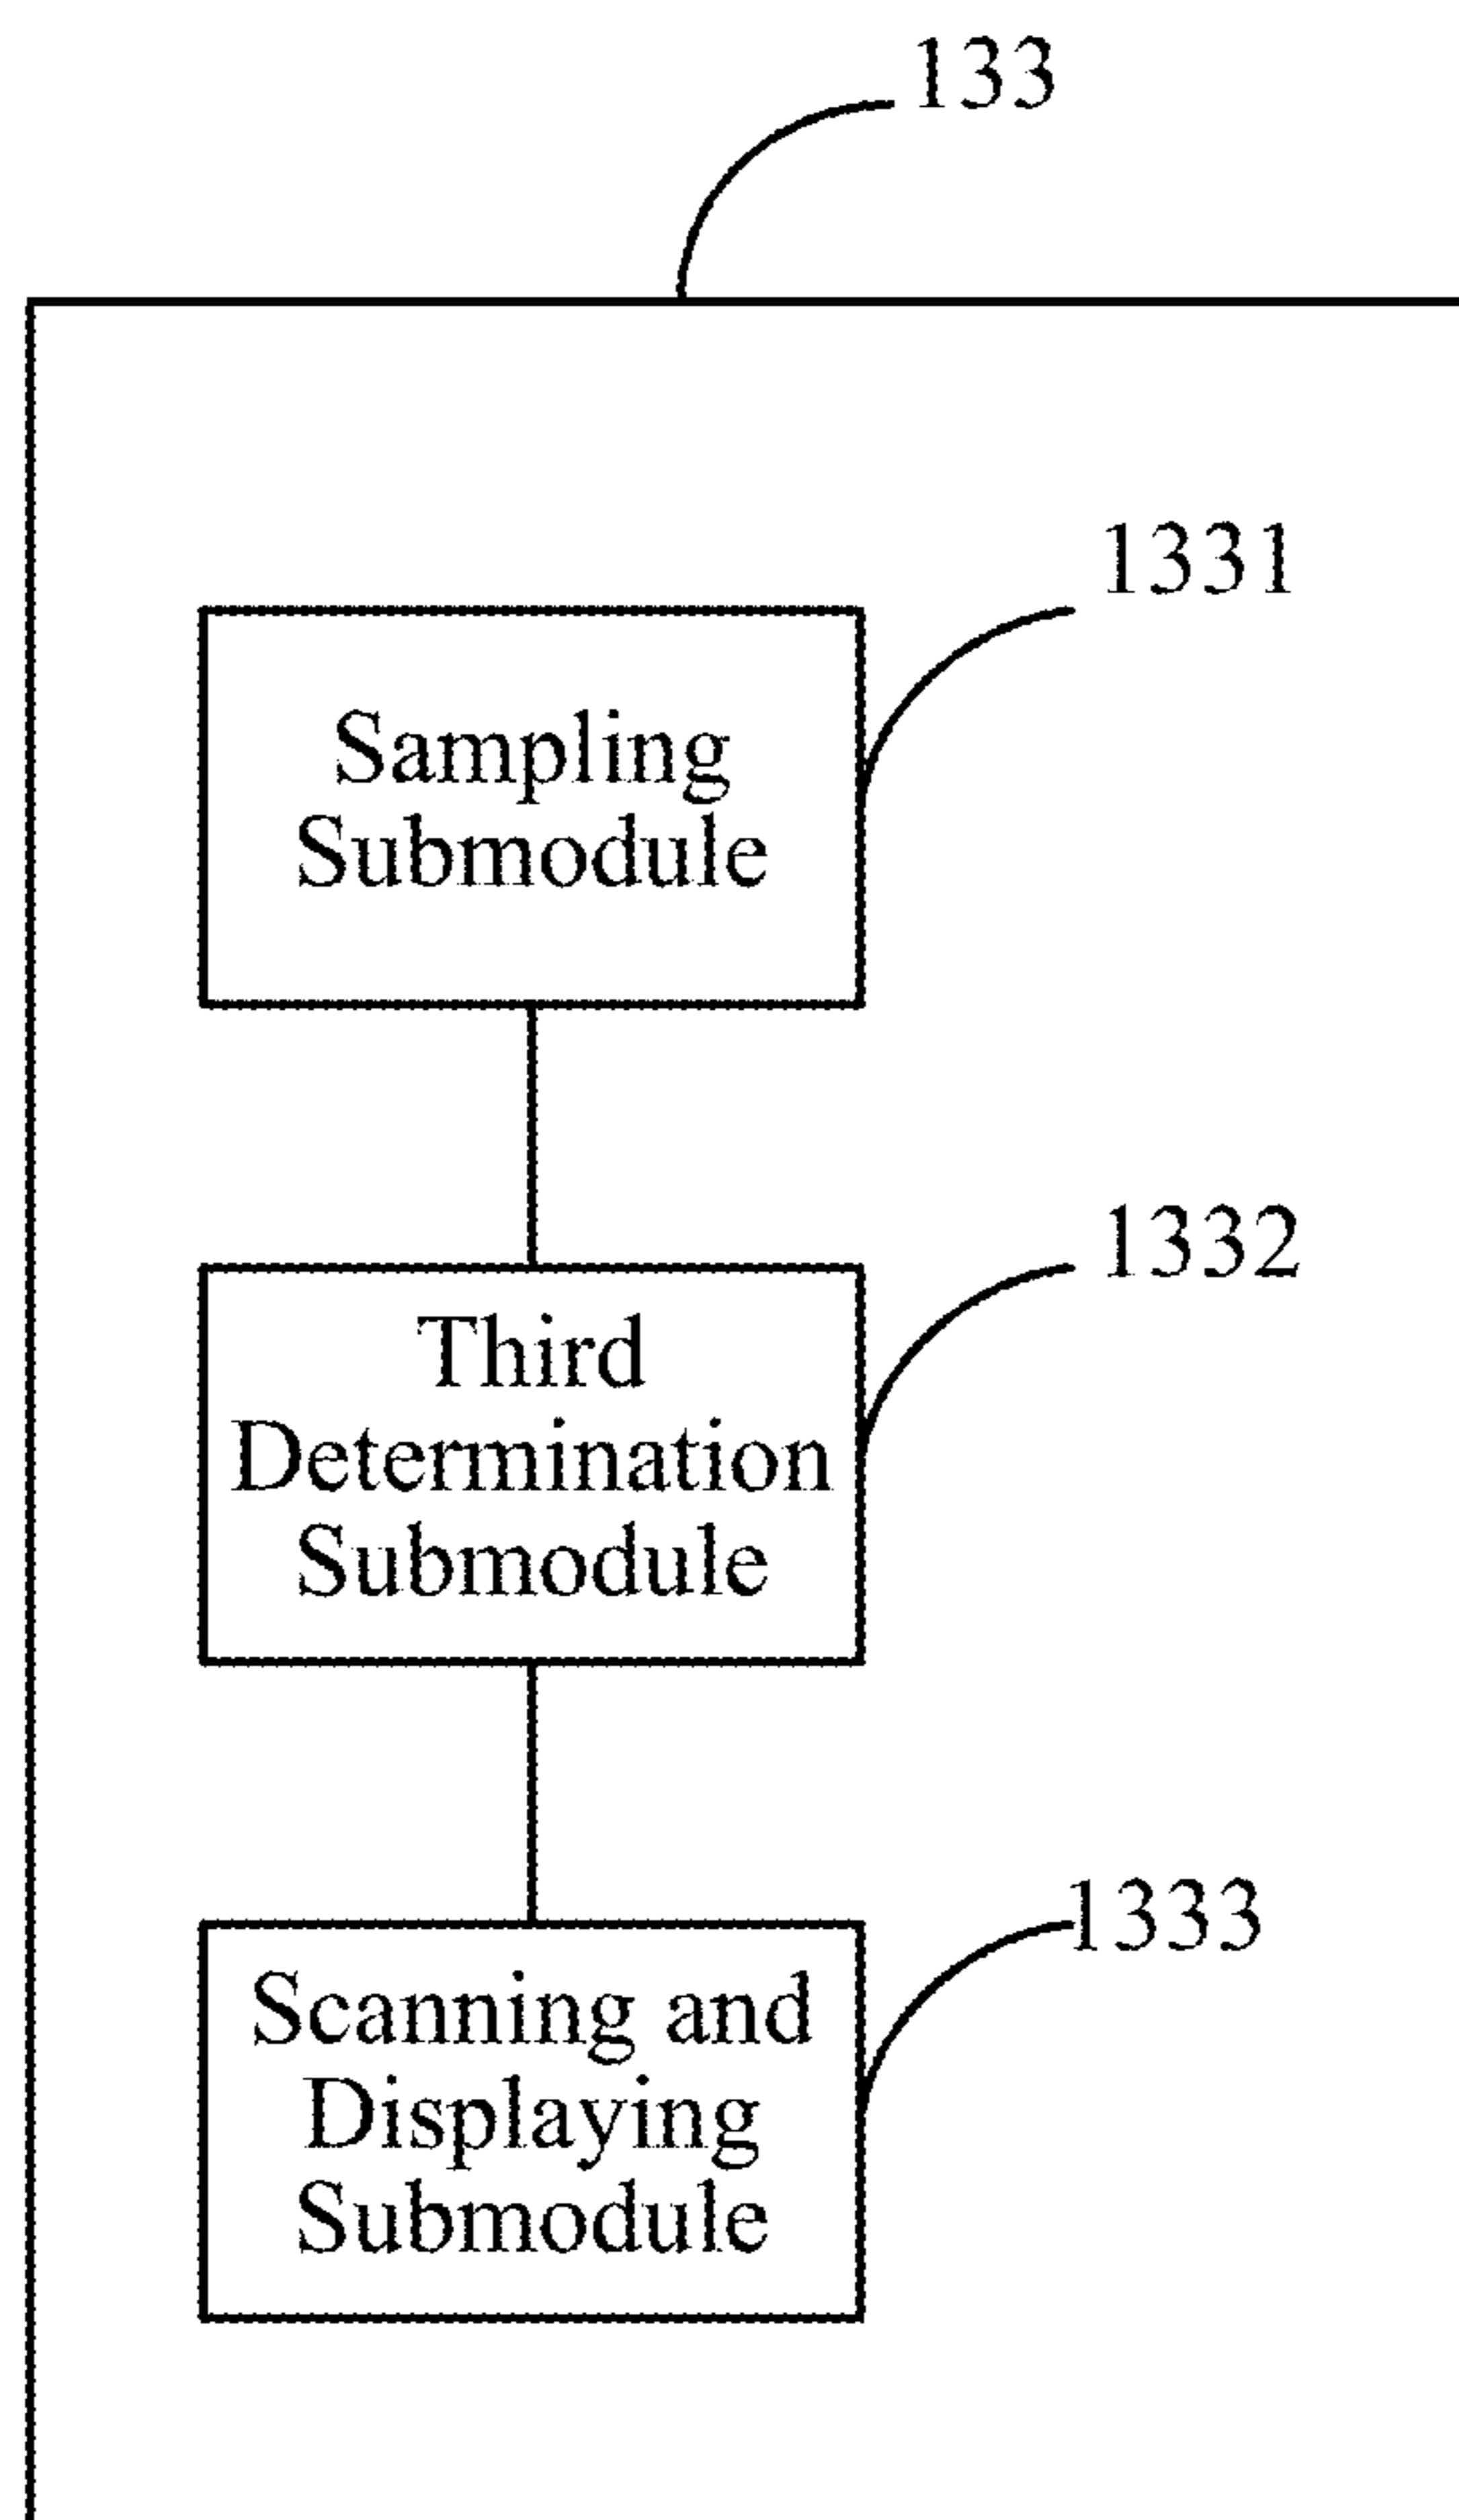 133
1331
Sampling
Submodule
1332
Third
Determination
Submodule
1333
Scanning and
Displaying
Submodule